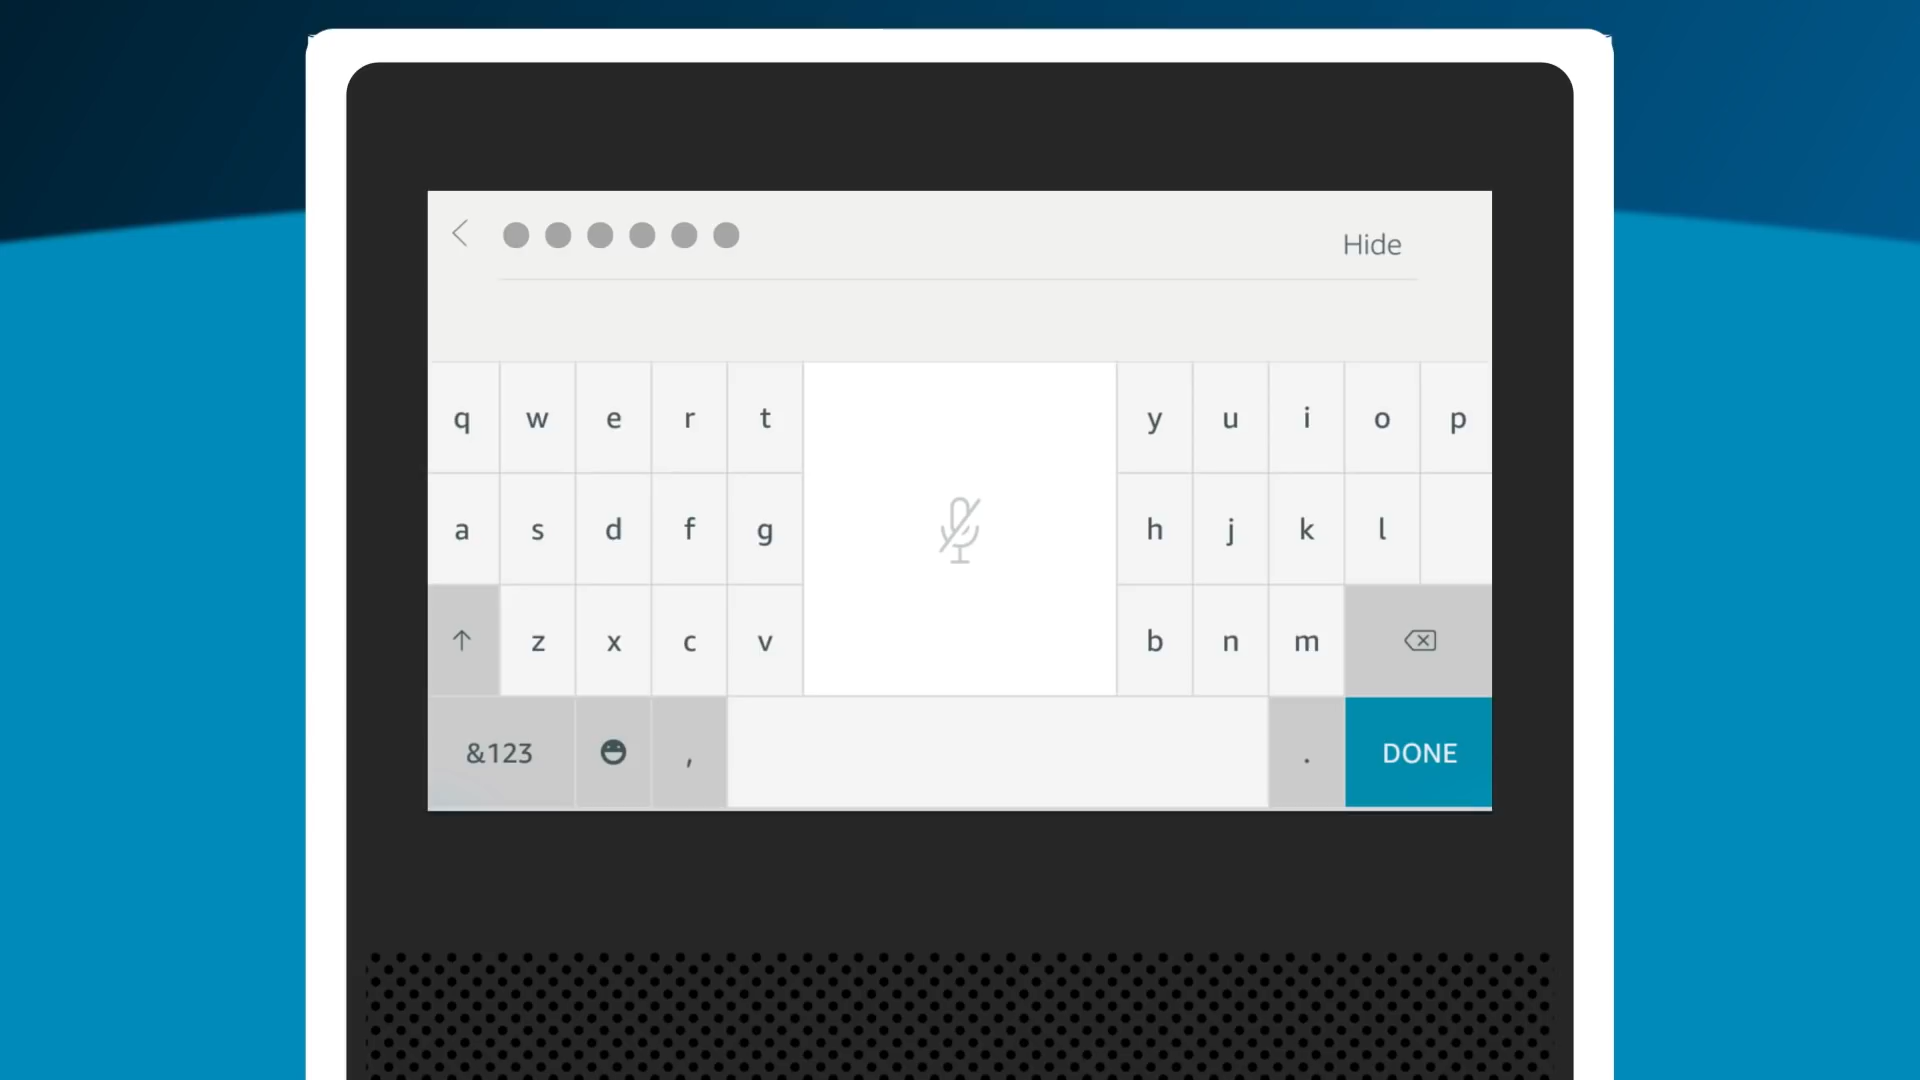 Hide
q w e r t y u i o p
a s d f g h j k l
z x c v b n m
&123 , . DONE